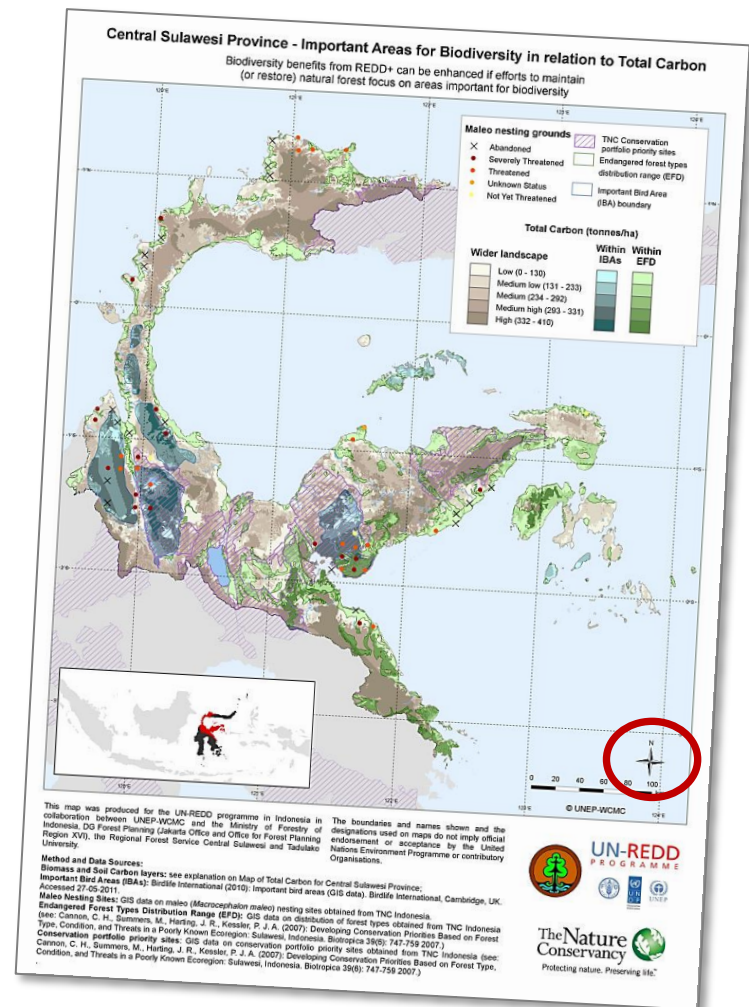 Central Sulawesi Province - Important Areas for Biodiversity in relation to Total Carbon
Biodiversity benefits from REDD+ can be enhanced if efforts to maintain
(or restore) natural forest focus on areas important for biodiversity
Maleo nesting grounds
Abandoned
Severely Threatened
Threatened
Unknown Status
Not Yet Threatened
TNC Conservation
portfolio priority sites
Endangered forest types
distribution range (EFD)
Important Bird Area
(IBA) boundary
Total Carbon (tonnes/ha)
Wider landscape
Within
IBAs
Within
EFD
Low (0 - 130)
Medium low (131 - 233)
Medium (234 - 292)
Medium high (293 - 331)
High (332 - 410)
N
0 20 40 60 80 100
© UNEP-WCMC
This map was produced for the UN-REDD programme in Indonesia in
collaboration between UNEP-WCMC and the Ministry of Forestry of
Indonesia, DG Forest Planning (Jakarta Office and Office for Forest Planning
Region XVI), the Regional Forest Service Central Sulawesi and Tadulako
University.
The boundaries and names shown and the
designations used on maps do not imply official
endorsement or acceptance by the United
Nations Environment Programme or contributory
Organisations.
Method and Data Sources:
Biomass and Soil Carbon layers: see explanation on Map of Total Carbon for Central Sulawesi Province;
Important Bird Areas (IBAs): Birdlife International (2010): Important bird areas (GIS data). Birdlife International, Cambridge, UK.
Accessed 27-05-2011.
Maleo Nesting Sites: GIS data on maleo (Macrocephalon maleo) nesting sites obtained from TNC Indonesia.
Endangered Forest Types Distribution Range (EFD): GIS data on distribution of forest types obtained from TNC Indonesia
(see: Cannon, C. H., Summers, M., Harting, J. R., Kessler, P. J. A. (2007): Developing Conservation Priorities Based on Forest
Type, Condition, and Threats in a Poorly Known Ecoregion: Sulawesi, Indonesia. Biotropica 39(6): 747-759 2007.)
Conservation portfolio priority sites: GIS data on conservation portfolio priority sites obtained from TNC Indonesia (see:
Cannon, C. H., Summers, M., Harting, J. R., Kessler, P. J. A. (2007): Developing Conservation Priorities Based on Forest Type,
Condition, and Threats in a Poorly Known Ecoregion: Sulawesi, Indonesia. Biotropica 39(6): 747-759 2007.)
UN-REDD
PROGRAMME
UNEP
The Nature
Conservancy
Protecting nature. Preserving life.™